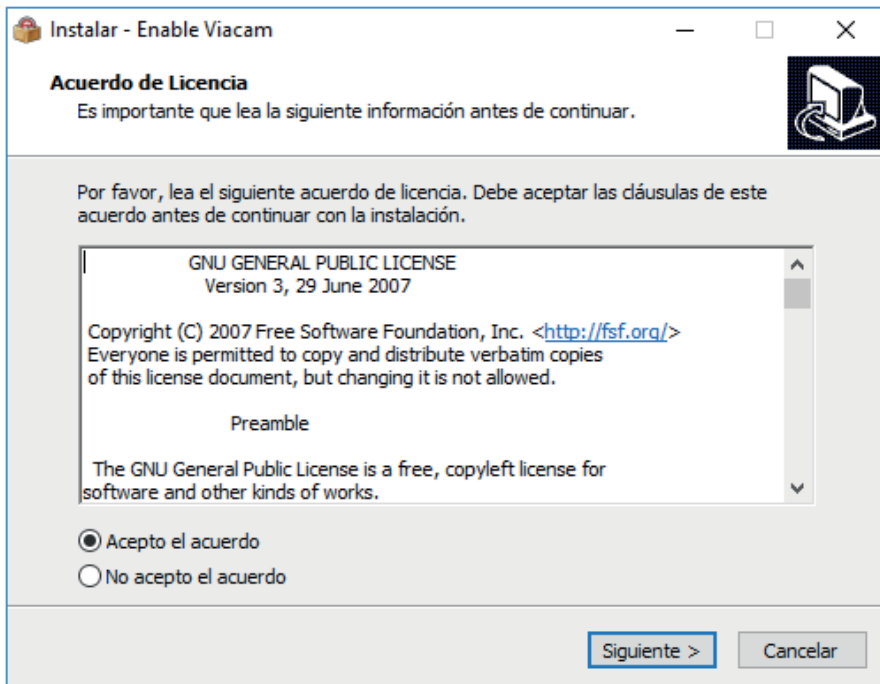 Instalar - Enable Viacam
Acuerdo de Licencia
Es importante que lea la siguiente información antes de continuar.
Por favor, lea el siguiente acuerdo de licencia. Debe aceptar las cláusulas de este
acuerdo antes de continuar con la instalación.
GNU GENERAL PUBLIC LICENSE
Version 3, 29 June 2007
Copyright (C) 2007 Free Software Foundation, Inc. <http://fsf.org/>
Everyone is permitted to copy and distribute verbatim copies
of this license document, but changing it is not allowed.
Preamble
The GNU General Public License is a free, copyleft license for
software and other kinds of works.
Acepto el acuerdo
No acepto el acuerdo
Siguiente > Cancelar